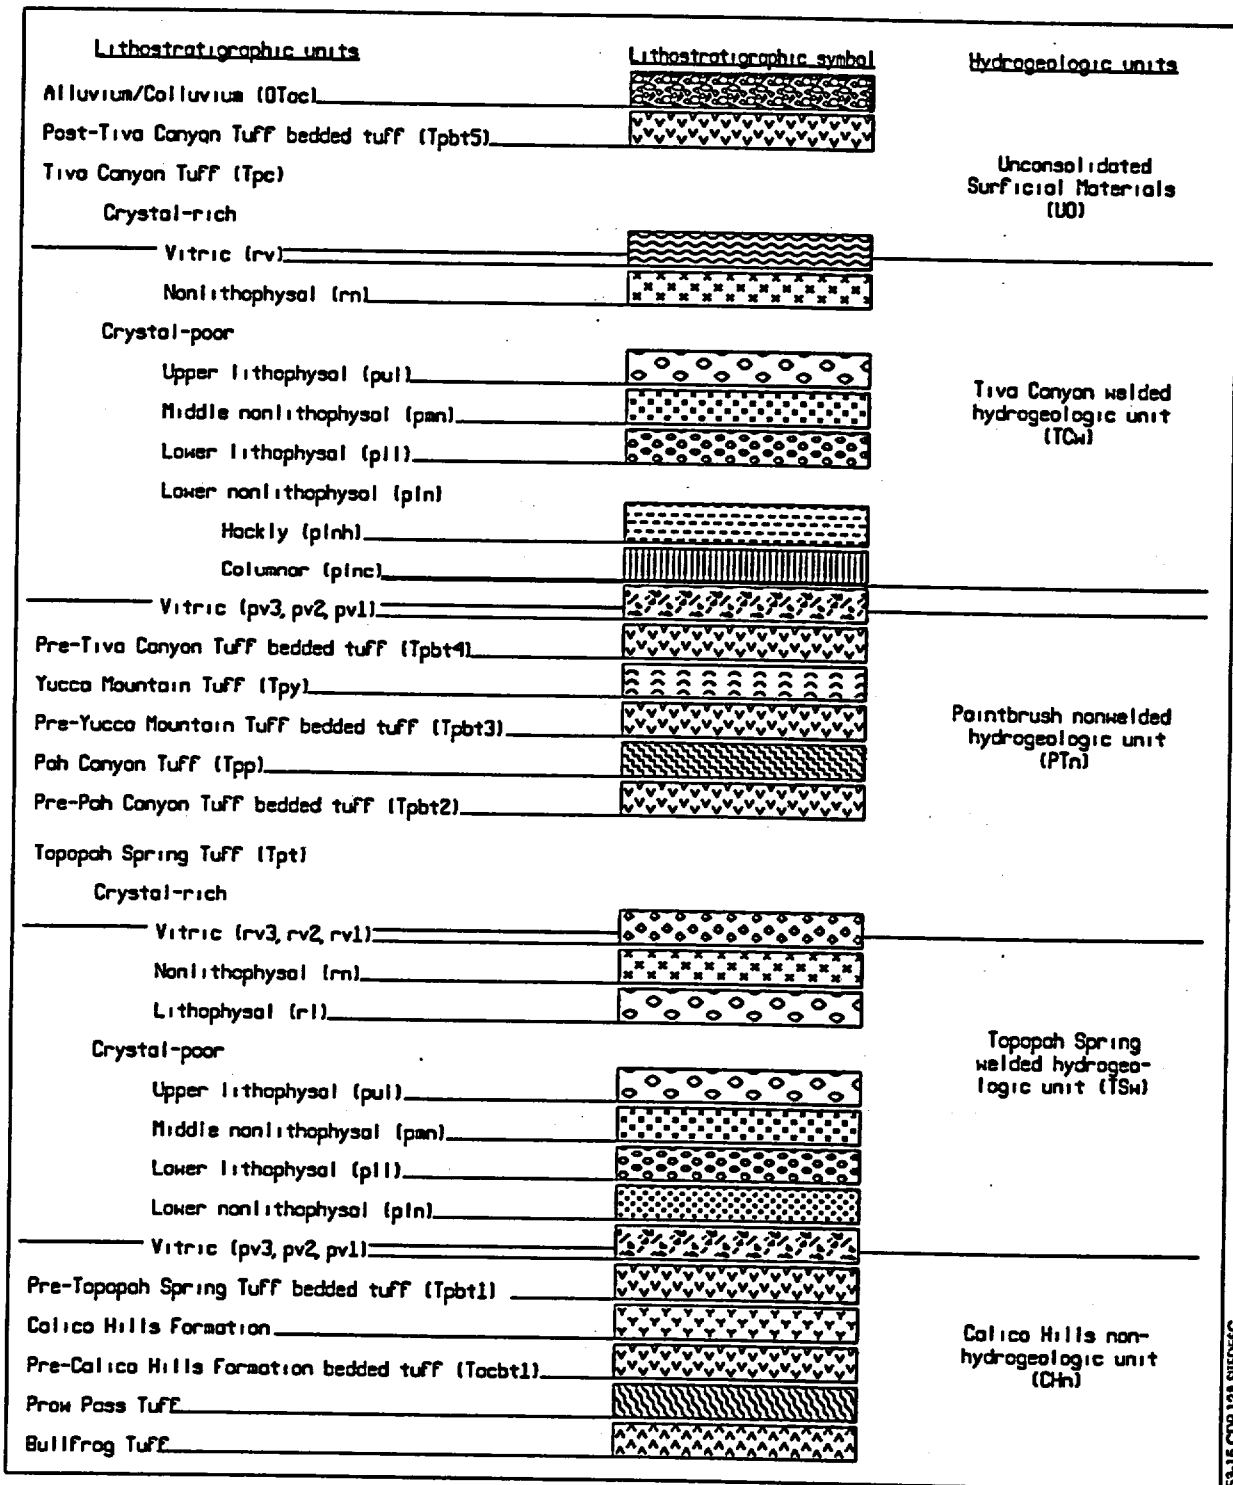 Lithostratigraphic units
Lithostratigraphic symbol
Hydrogeologic units
Alluvium/Colluvium (QTac)
Post-Tiva Canyon Tuff bedded tuff (Tpbt5)
Tiva Canyon Tuff (Tpc)
Unconsolidated
Surficial Materials
(UO)
Crystal-rich
Vitric (rv)
Nonlithophysal (rn)
Crystal-poor
Upper lithophysal (pul)
Middle nonlithophysal (pmn)
Lower lithophysal (pll)
Tiva Canyon welded
hydrogeologic unit
(TCw)
Lower nonlithophysal (pln)
Hackly (plnh)
Columnar (plnc)
Vitric (pv3, pv2, pv1)
Pre-Tiva Canyon Tuff bedded tuff (Tpbt4)
Yucca Mountain Tuff (Tpy)
Pre-Yucca Mountain Tuff bedded tuff (Tpbt3)
Pah Canyon Tuff (Tpp)
Pre-Pah Canyon Tuff bedded tuff (Tpbt2)
Paintbrush nonwelded
hydrogeologic unit
(PTn)
Topopah Spring Tuff (Tpt)
Crystal-rich
Vitric (rv3, rv2, rv1)
Nonlithophysal (rn)
Lithophysal (rl)
Crystal-poor
Topopah Spring
welded hydrogeo-
logic unit (TSw)
Upper lithophysal (pul)
Middle nonlithophysal (pmn)
Lower lithophysal (pll)
Lower nonlithophysal (pln)
Vitric (pv3, pv2, pv1)
Pre-Topopah Spring Tuff bedded tuff (Tpbt1)
Calico Hills Formation
Pre-Calico Hills Formation bedded tuff (Tacbt1)
Prow Pass Tuff
Bullfrog Tuff
Calico Hills non-
hydrogeologic unit
(CHn)